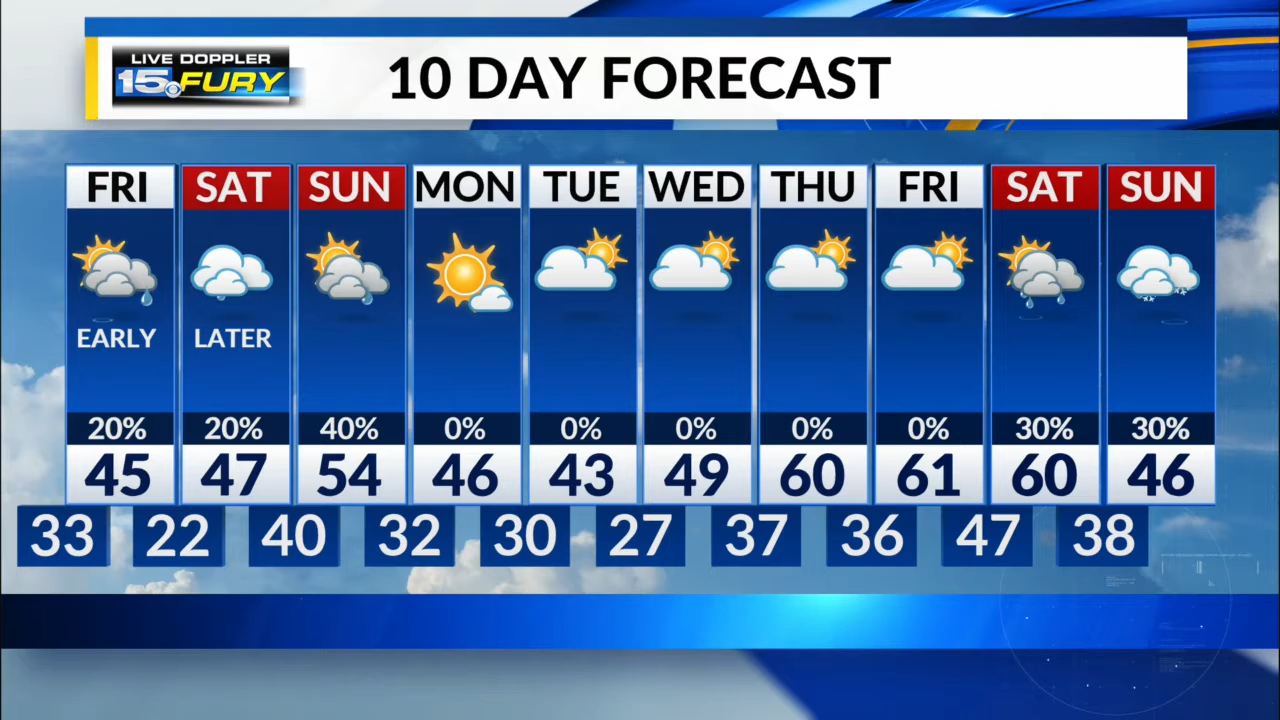 LIVE DOPPLER
15 FURY
10 DAY FORECAST
FRI SAT SUN MON TUE WED THU FRI SAT SUN
EARLY LATER
20% 20% 40% 0% 0% 0% 0% 0% 30% 30%
45 47 54 46 43 49 60 61 60 46
33 22 40 32 30 27 37 36 47 38